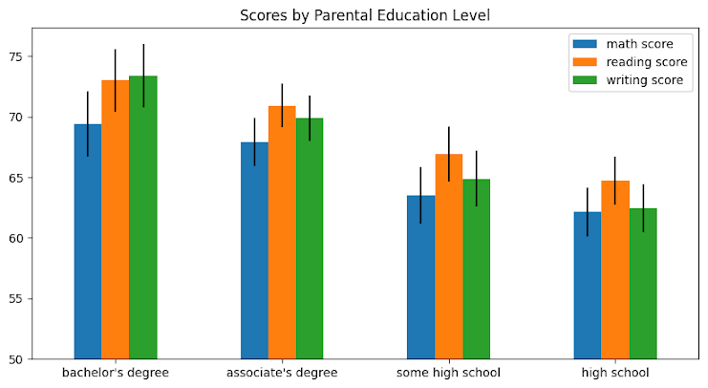 Scores by Parental Education Level
math score
reading score
writing score
75
70
65
60
55
50
bachelor's degree
associate's degree
some high school
high school